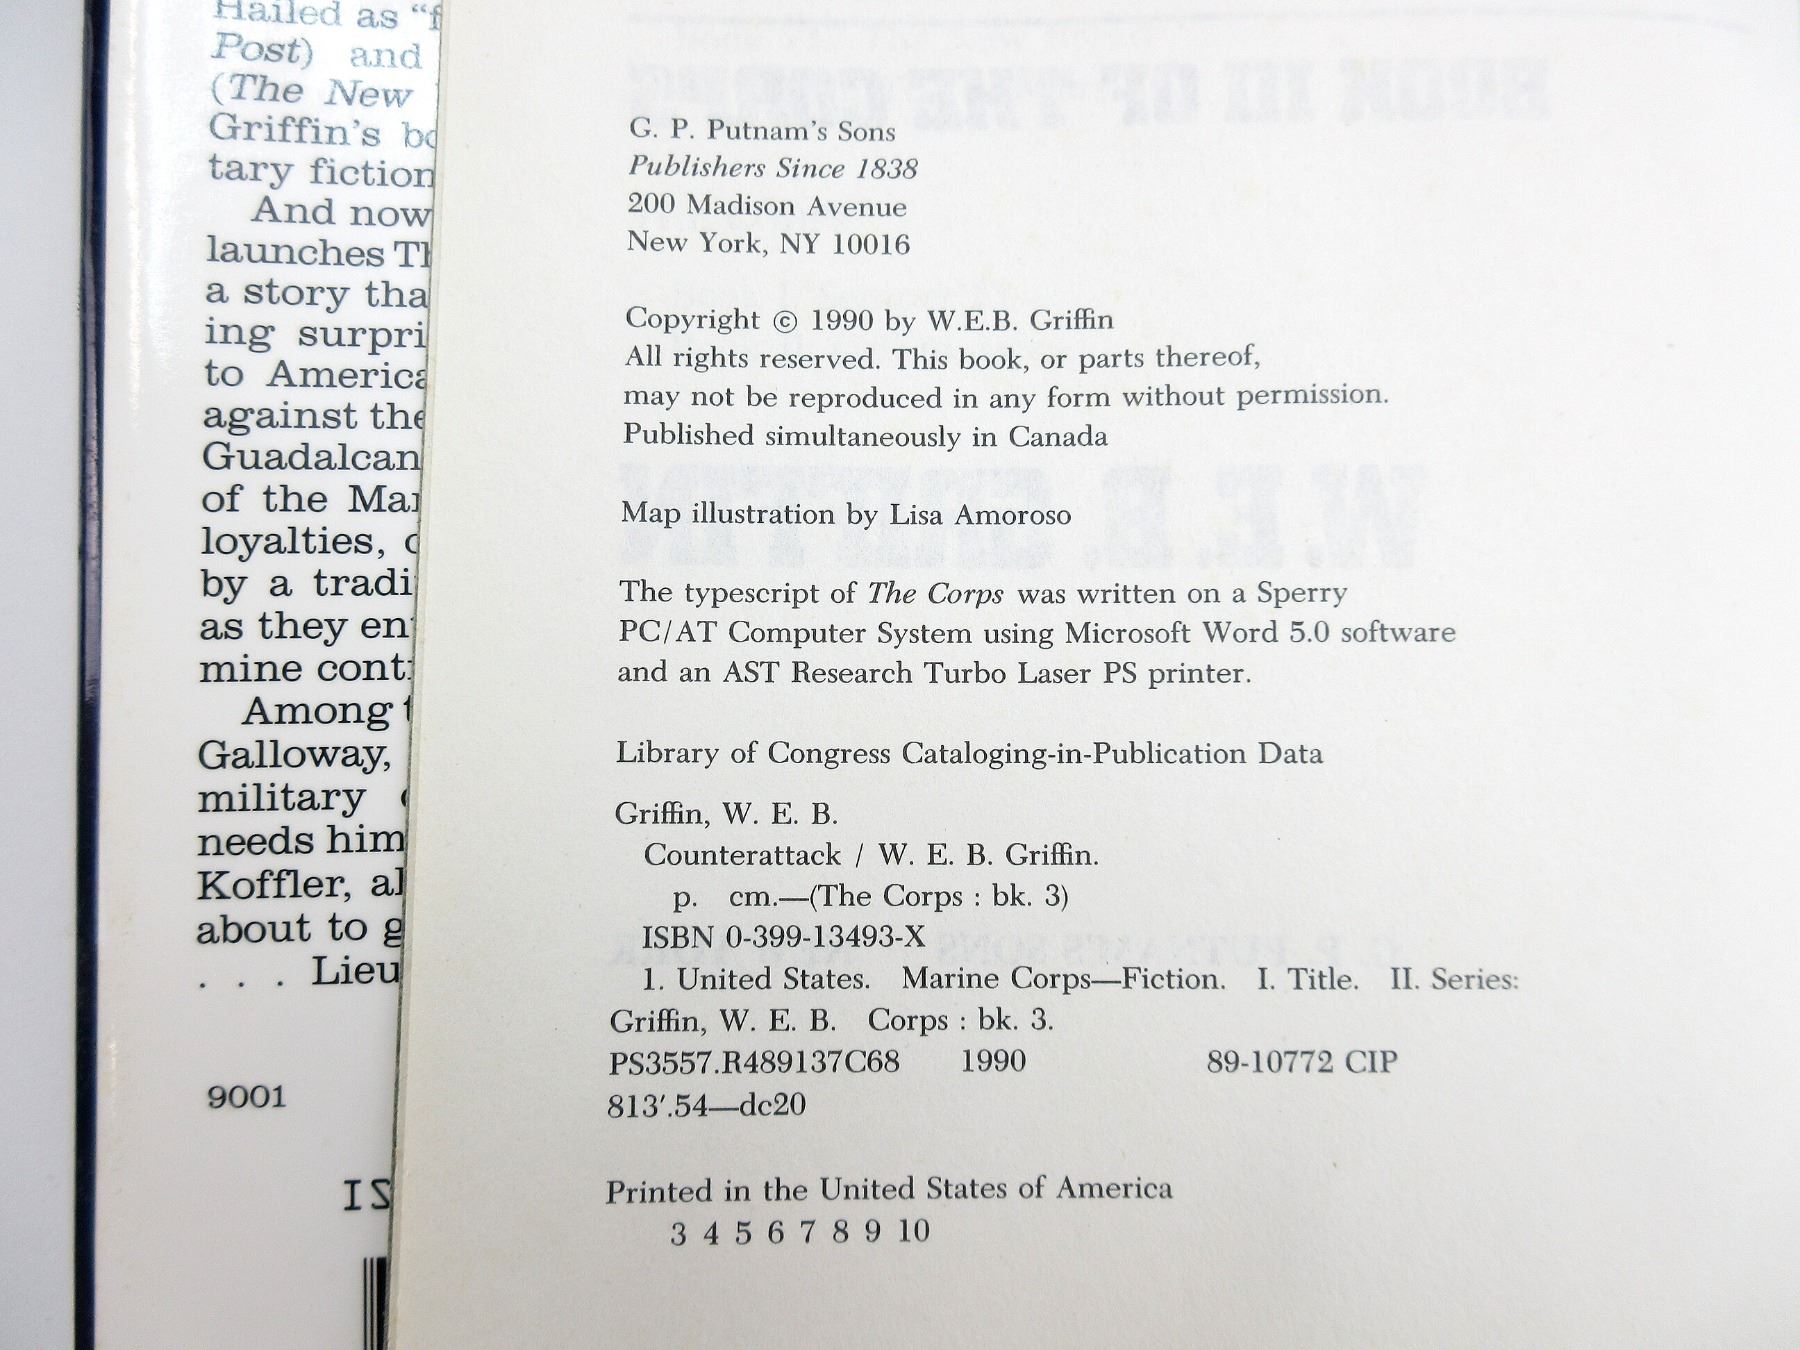 Hailed as "f
Post) and
(The New
Griffin's bo
tary fiction
And now
launches Th
a story tha
ing surpri
to America
against the
Guadalcan
of the Mar
loyalties, c
by a tradi
as they en
mine cont
Among t
Galloway,
military
needs him
Koffler, al
about to g
. . . Lieu
9001
IS
G. P. Putnam's Sons
Publishers Since 1838
200 Madison Avenue
New York, NY 10016
Copyright © 1990 by W.E.B. Griffin
All rights reserved. This book, or parts thereof,
may not be reproduced in any form without permission.
Published simultaneously in Canada
Map illustration by Lisa Amoroso
The typescript of The Corps was written on a Sperry
PC/AT Computer System using Microsoft Word 5.0 software
and an AST Research Turbo Laser PS printer.
Library of Congress Cataloging-in-Publication Data
Griffin, W. E. B.
Counterattack / W. E. B. Griffin.
p. cm.—(The Corps : bk. 3)
ISBN 0-399-13493-X
1. United States. Marine Corps—Fiction. I. Title. II. Series:
Griffin, W. E. B. Corps : bk. 3.
PS3557.R489137C68 1990 89-10772 CIP
813′.54—dc20
Printed in the United States of America
3 4 5 6 7 8 9 10